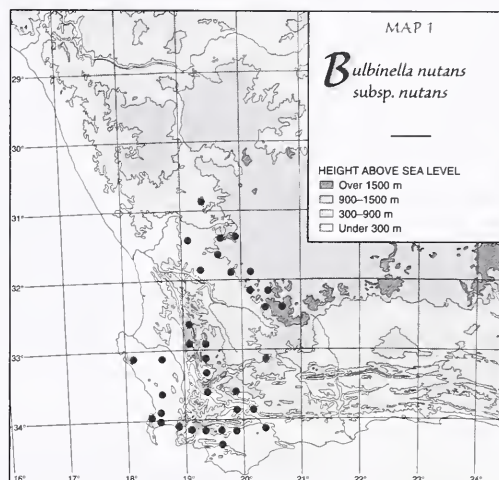 MAP 1
Bulbinella nutans
subsp. nutans
HEIGHT ABOVE SEA LEVEL
Over 1500 m
900–1500 m
300–900 m
Under 300 m
29°
30°
31°
32°
33°
34°
16° 17° 18° 19° 20° 21° 22° 23° 24°